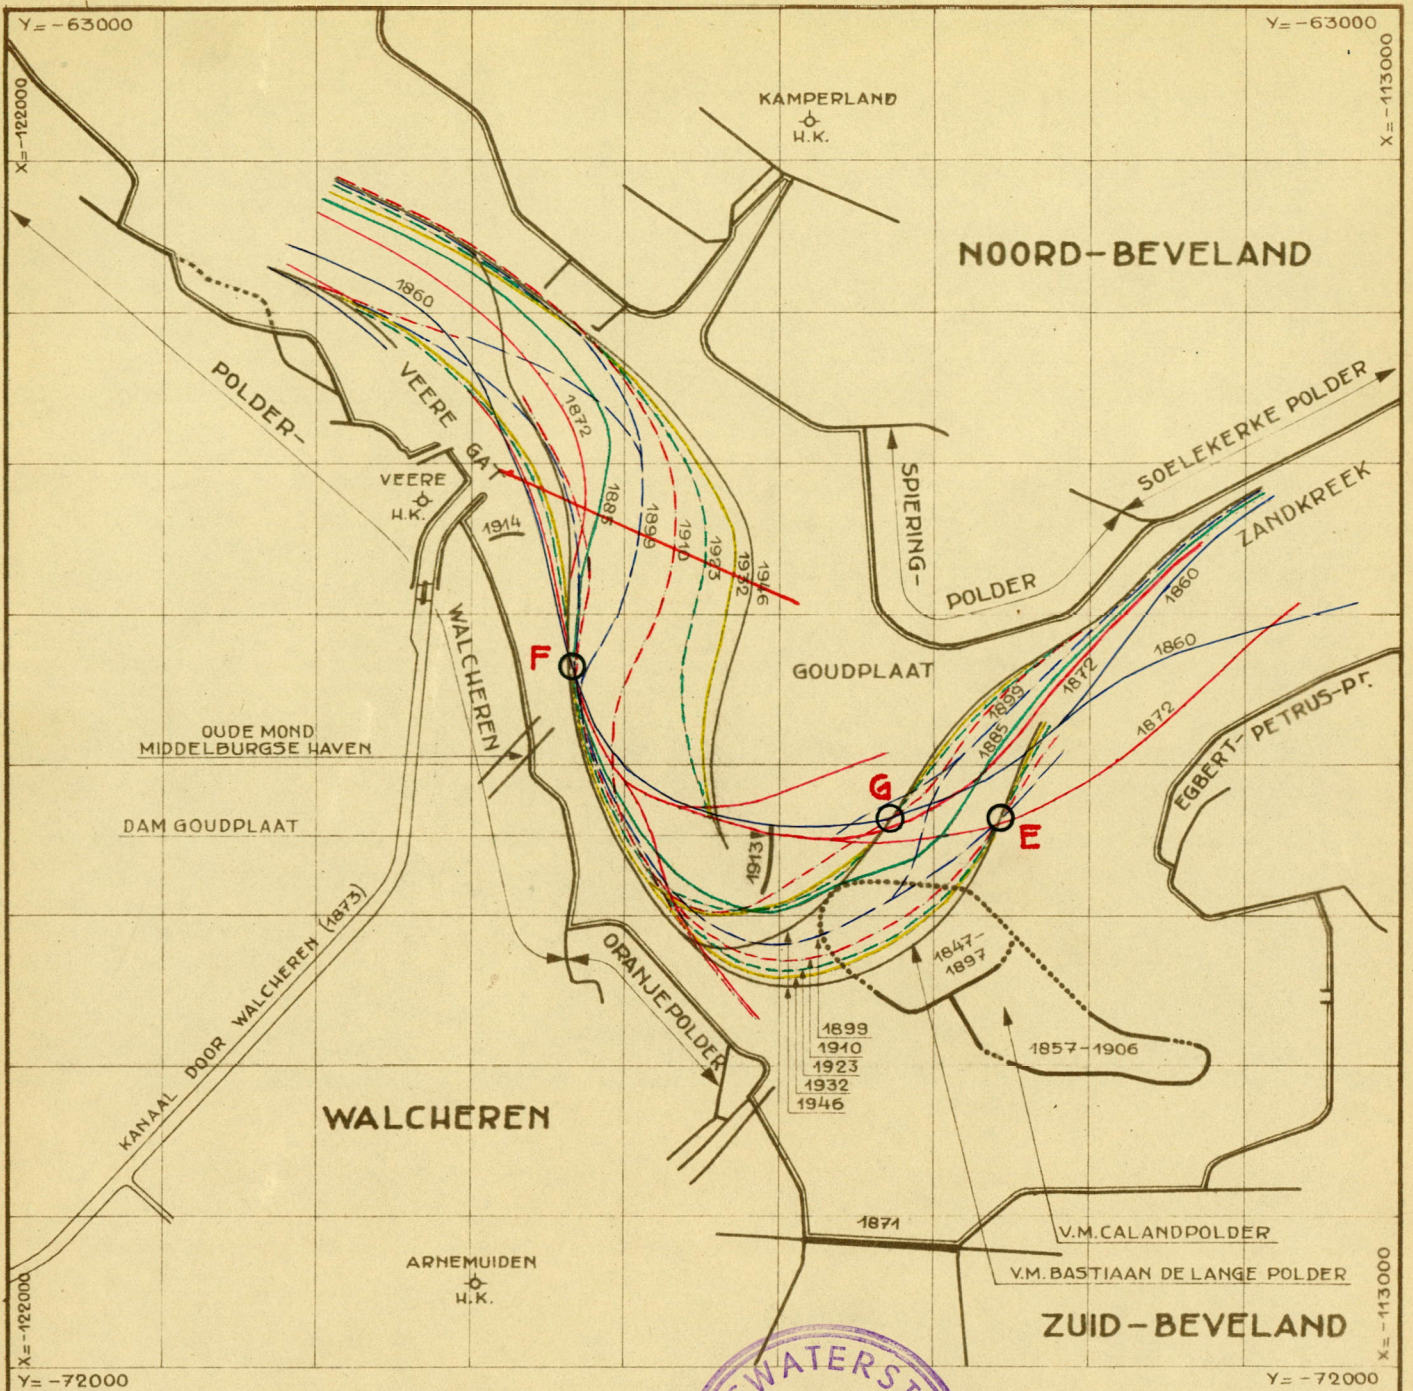 Y= -63000
Y= -63000
X= -122000
X= -113000
KAMPERLAND
H.K.
NOORD-BEVELAND
1860
POLDER-
VEERE
GAT
1872
VEERE
H.K.
1914
1885
1899
1910
1923
1932
1946
SPIERING-
POLDER
SOELEKERKE POLDER
ZANDKREEK
1860
1860
WALCHEREN
F
GOUDPLAAT
1872
1899
1885
1872
EGBERT- PETRUS-Pr.
OUDE MOND
MIDDELBURGSE HAVEN
G
E
DAM GOUDPLAAT
1913
KANAAL DOOR WALCHEREN (1873)
ORANJEPOLDER
1847-
1897
1857-1906
1899
1910
1923
1932
1946
WALCHEREN
1871
V.M. CALANDPOLDER
V.M. BASTIAAN DE LANGE POLDER
ARNEMUIDEN
H.K.
ZUID-BEVELAND
X= -122000
X= -113000
Y= -72000
Y= -72000
WATERST